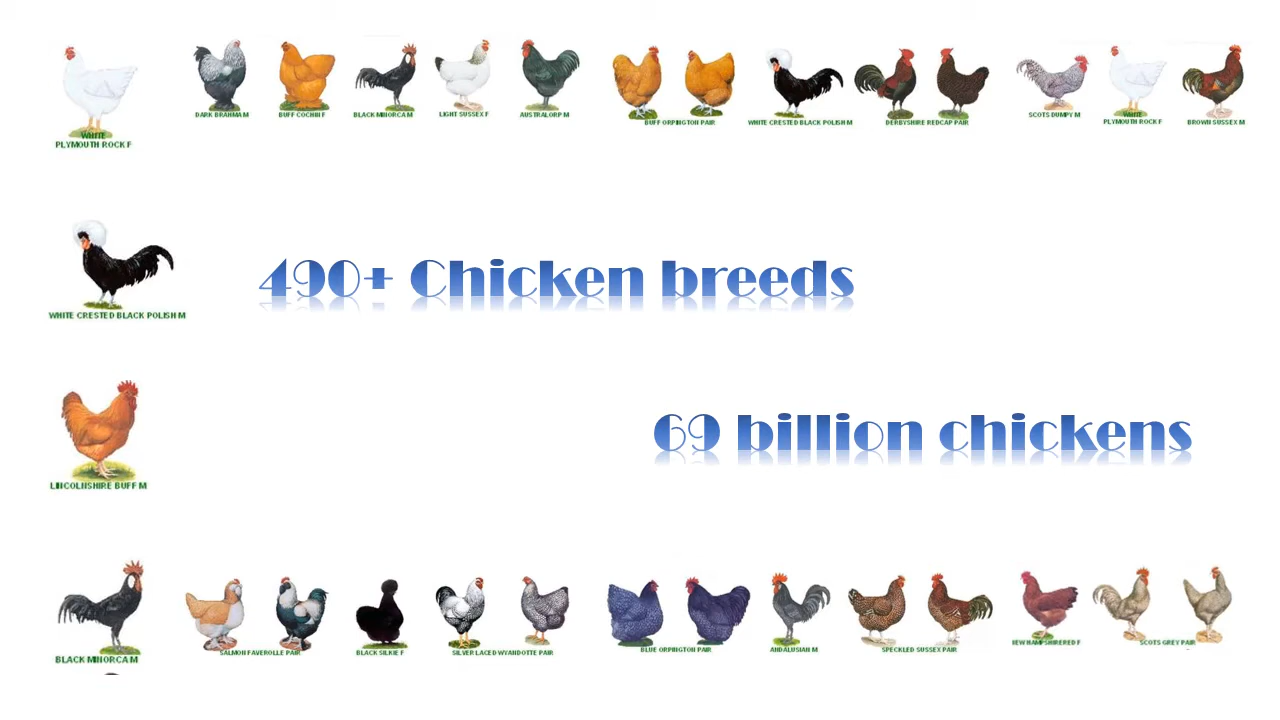 DARK BRAHMA M
BUFF COCHIN F
BLACK MINORCA M
LIGHT SUSSEX F
AUSTRALORP M
BUFF ORPINGTON PAIR
WHITE CRESTED BLACK POLISH M
DERBYSHIRE REDCAP PAIR
SCOTS DUMPY M
WHITE
PLYMOUTH ROCK F
BROWN SUSSEX M
WHITE
PLYMOUTH ROCK F
490+ Chicken breeds
WHITE CRESTED BLACK POLISH M
69 billion chickens
LINCOLNSHIRE BUFF M
BLACK MINORCA M
SALMON FAVEROLLE PAIR
BLACK SILKIE F
SILVER LACED WYANDOTTE PAIR
BLUE ORPINGTON PAIR
ANDALUSIAN M
SPECKLED SUSSEX PAIR
NEW HAMPSHIRE RED F
SCOTS GREY PAIR